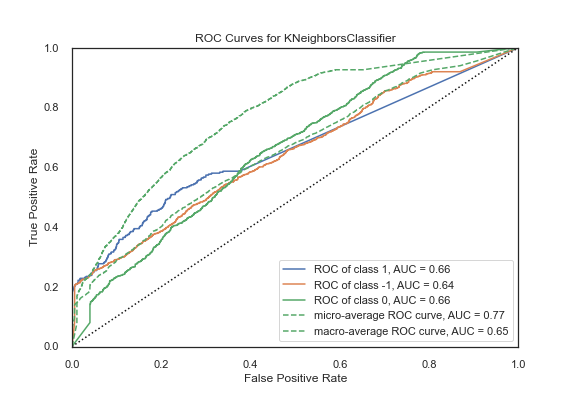 ROC Curves for KNeighborsClassifier
1.0
0.8
0.6
0.4
0.2
0.0
True Positive Rate
ROC of class 1, AUC = 0.66
ROC of class -1, AUC = 0.64
ROC of class 0, AUC = 0.66
micro-average ROC curve, AUC = 0.77
macro-average ROC curve, AUC = 0.65
0.0 0.2 0.4 0.6 0.8 1.0
False Positive Rate